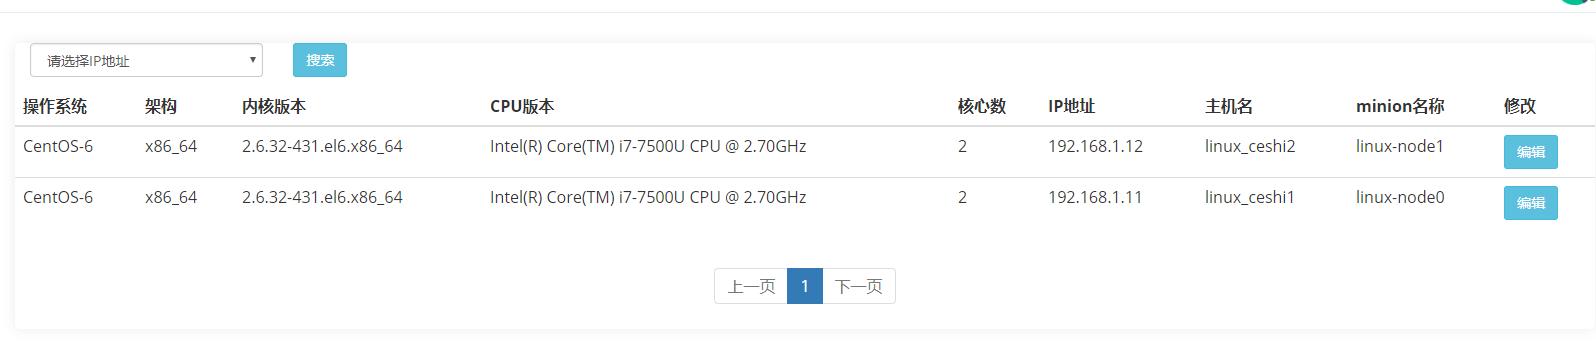 请选择IP地址 搜索
操作系统 架构 内核版本 CPU版本 核心数 IP地址 主机名 minion名称 修改
CentOS-6 x86_64 2.6.32-431.el6.x86_64 Intel(R) Core(TM) i7-7500U CPU @ 2.70GHz 2 192.168.1.12 linux_ceshi2 linux-node1 编辑
CentOS-6 x86_64 2.6.32-431.el6.x86_64 Intel(R) Core(TM) i7-7500U CPU @ 2.70GHz 2 192.168.1.11 linux_ceshi1 linux-node0 编辑
上一页 1 下一页